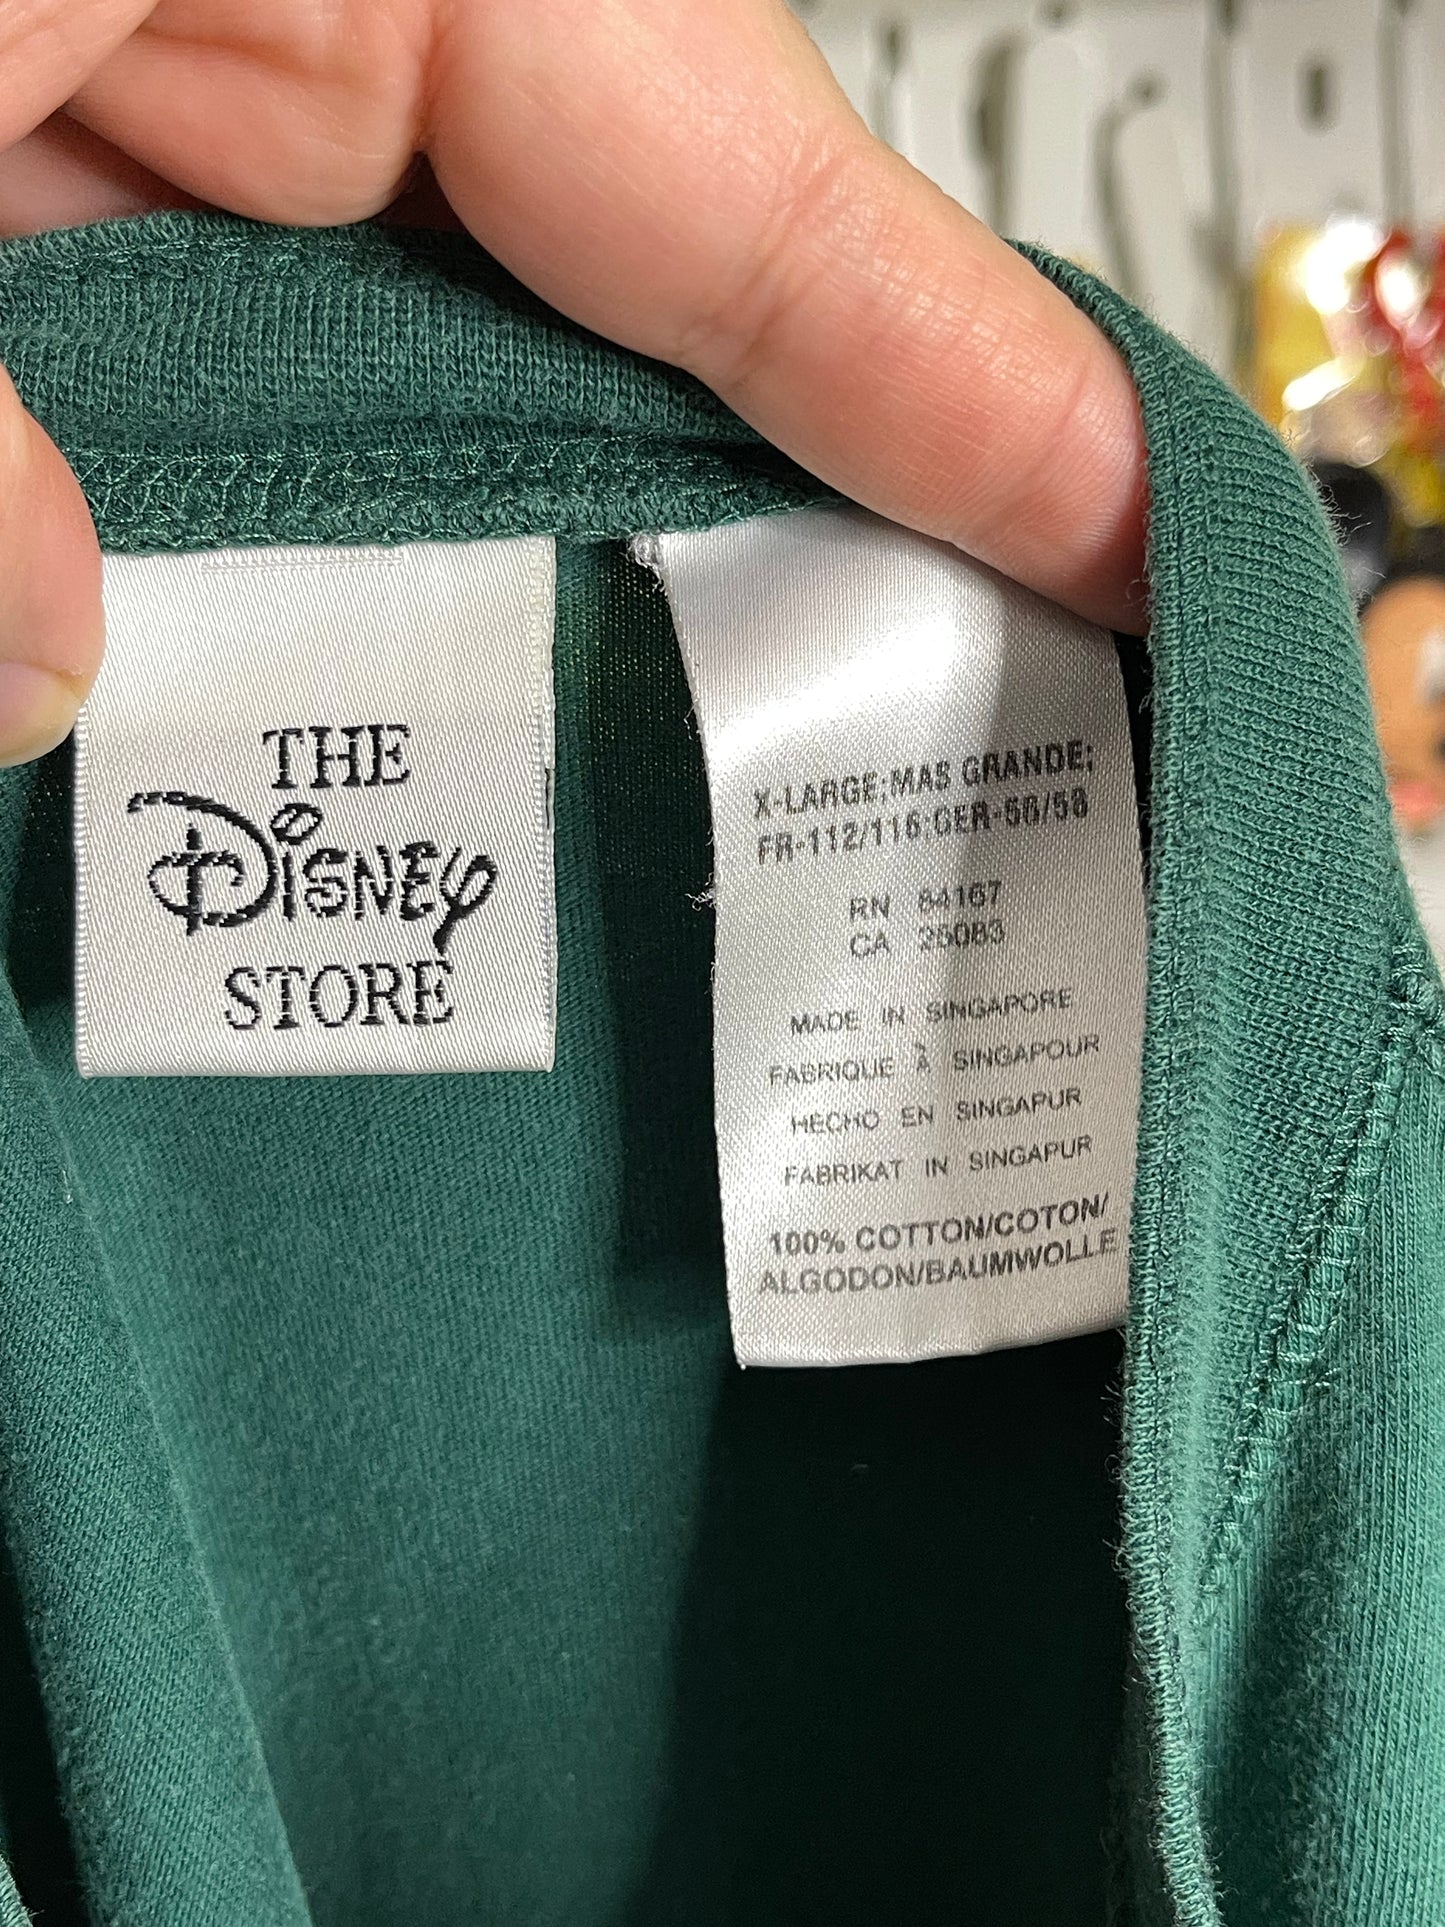 THE
DISNEY
STORE
X-LARGE;MAS GRANDE;
FR-112/116;GER-56/58
RN 84167
CA 25083
MADE IN SINGAPORE
FABRIQUE À SINGAPOUR
HECHO EN SINGAPUR
FABRIKAT IN SINGAPUR
100% COTTON/COTON/
ALGODON/BAUMWOLLE